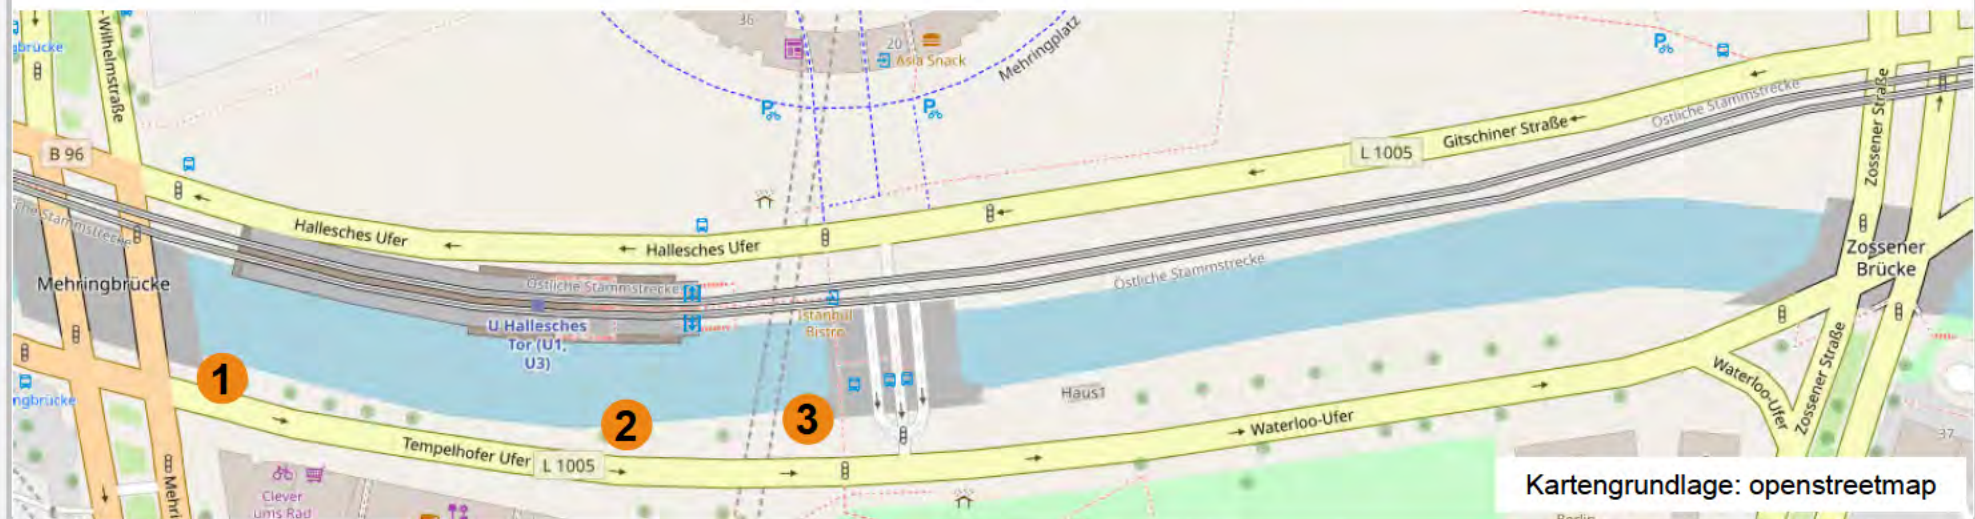 36
20
Asia Snack
Mehringplatz
Wilhelmstraße
B 96
Zossener Straße
Östliche Stammstrecke
Gitschiner Straße
L 1005
Hallesches Ufer
Hallesches Ufer
Östliche Stammstrecke
Östliche Stammstrecke
Mehringbrücke
Zossener
Brücke
U Hallesches
Tor (U1,
U3)
Istanbul
Bistro
1
2
3
Haus1
Waterloo-Ufer
Zossener Straße
Waterloo-Ufer
Tempelhofer Ufer
L 1005
37
Clever
ums Rad
Mehri
Kartengrundlage: openstreetmap
Berlin